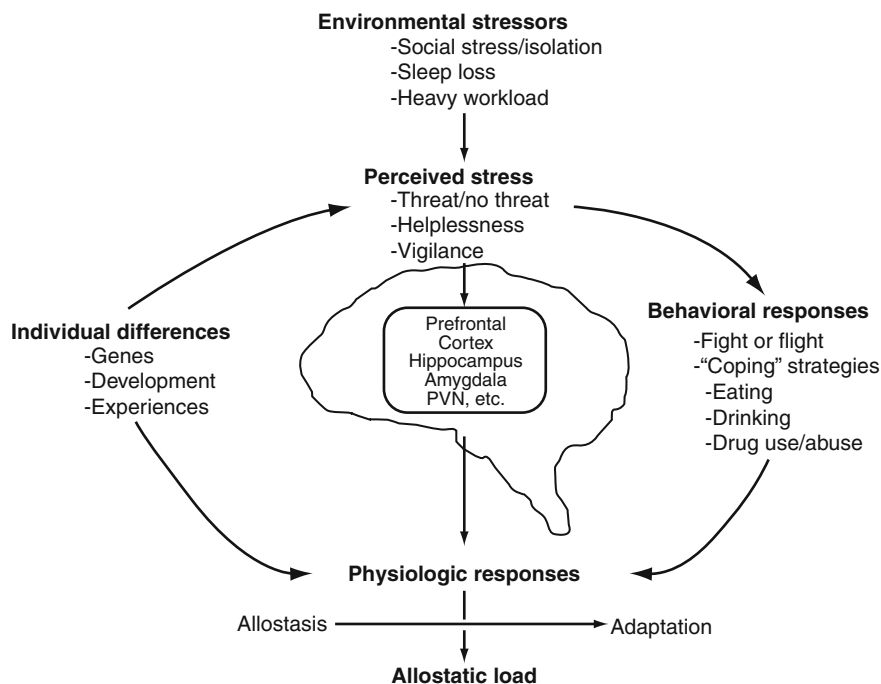 Environmental stressors
-Social stress/isolation
-Sleep loss
-Heavy workload
Perceived stress
-Threat/no threat
-Helplessness
-Vigilance
Individual differences
-Genes
-Development
-Experiences
Prefrontal
Cortex
Hippocampus
Amygdala
PVN, etc.
Behavioral responses
-Fight or flight
-“Coping” strategies
-Eating
-Drinking
-Drug use/abuse
Physiologic responses
Allostasis
Adaptation
Allostatic load